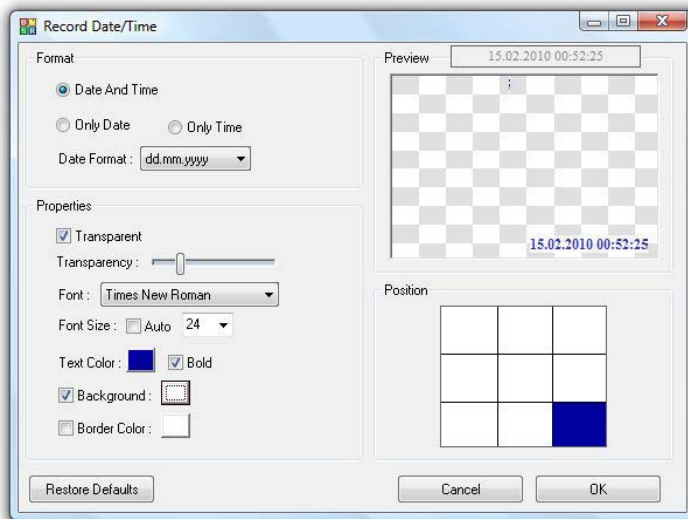 Record Date/Time
Format
Date And Time
Only Date
Only Time
Date Format :
dd.mm.yyyy
Properties
Transparent
Transparency :
Font :
Times New Roman
Font Size :
Auto
24
Text Color :
Bold
Background :
Border Color :
Preview
15.02.2010 00:52:25
15.02.2010 00:52:25
Position
Restore Defaults
Cancel
OK